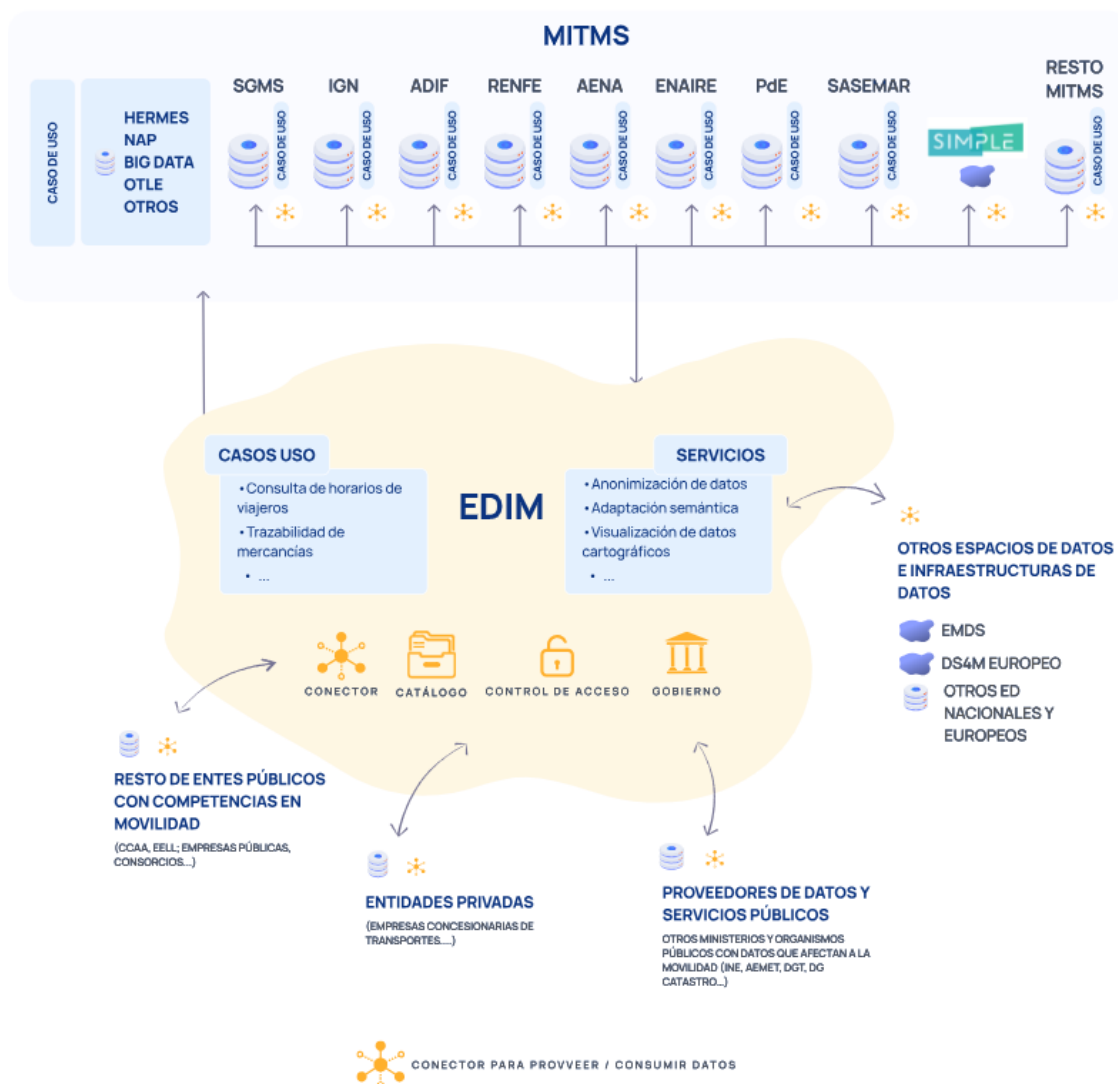 MITMS
CASO DE USO
HERMES
NAP
BIG DATA
OTLE
OTROS
SGMS
CASO DE USO
IGN
CASO DE USO
ADIF
CASO DE USO
RENFE
CASO DE USO
AENA
CASO DE USO
ENAIRE
CASO DE USO
PdE
CASO DE USO
SASEMAR
CASO DE USO
SIMPLE
RESTO
MITMS
CASO DE USO
CASOS USO
•Consulta de horarios de
viajeros
•Trazabilidad de
mercancías
• ...
EDIM
SERVICIOS
•Anonimización de datos
•Adaptación semántica
•Visualización de datos
cartográficos
• ...
CONECTOR
CATÁLOGO
CONTROL DE ACCESO
GOBIERNO
OTROS ESPACIOS DE DATOS
E INFRAESTRUCTURAS DE
DATOS
EMDS
DS4M EUROPEO
OTROS ED
NACIONALES Y
EUROPEOS
RESTO DE ENTES PÚBLICOS
CON COMPETENCIAS EN
MOVILIDAD
(CCAA, EELL; EMPRESAS PÚBLICAS,
CONSORCIOS...)
ENTIDADES PRIVADAS
(EMPRESAS CONCESIONARIAS DE
TRANSPORTES....)
PROVEEDORES DE DATOS Y
SERVICIOS PÚBLICOS
OTROS MINISTERIOS Y ORGANISMOS
PÚBLICOS CON DATOS QUE AFECTAN A LA
MOVILIDAD (INE, AEMET, DGT, DG
CATASTRO...)
CONECTOR PARA PROVVEER / CONSUMIR DATOS